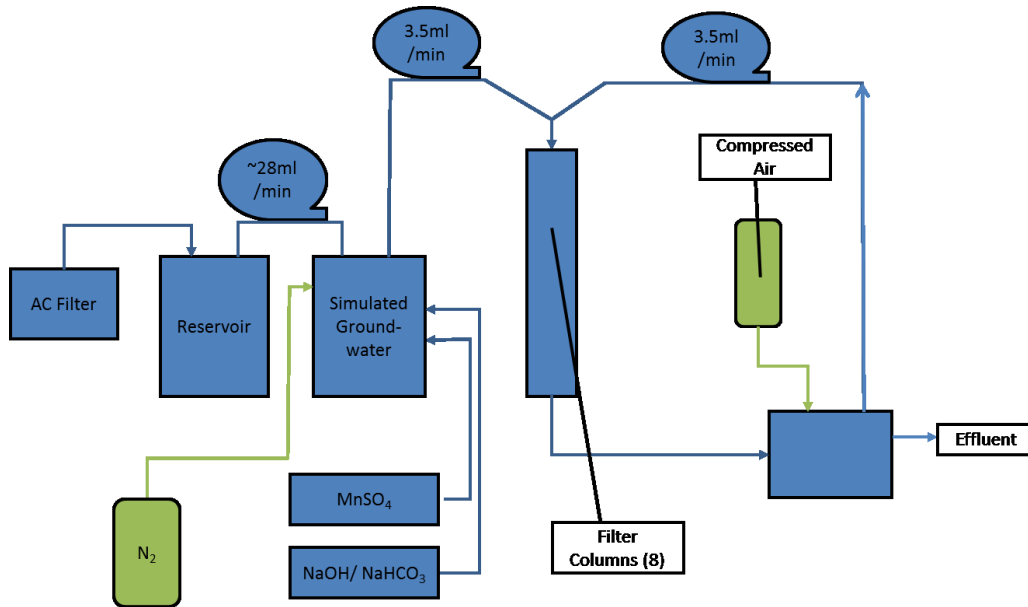 3.5ml
/min
3.5ml
/min
~28ml
/min
Compressed
Air
AC Filter
Reservoir
Simulated
Ground-
water
Effluent
MnSO₄
N₂
NaOH/ NaHCO₃
Filter
Columns (8)